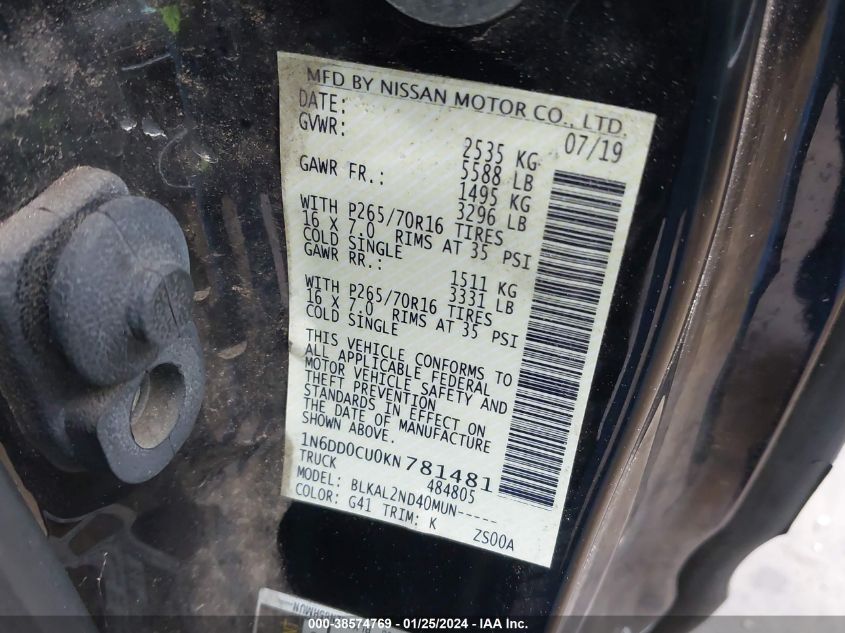 MFD BY NISSAN MOTOR CO., LTD.
DATE: 07/19
GVWR: 2535 KG
5588 LB
GAWR FR.: 1495 KG
3296 LB
WITH P265/70R16 TIRES
16 X 7.0 RIMS AT 35 PSI
COLD SINGLE
GAWR RR.: 1511 KG
3331 LB
WITH P265/70R16 TIRES
16 X 7.0 RIMS AT 35 PSI
COLD SINGLE
THIS VEHICLE CONFORMS TO
ALL APPLICABLE FEDERAL
MOTOR VEHICLE SAFETY AND
THEFT PREVENTION
STANDARDS IN EFFECT ON
THE DATE OF MANUFACTURE
SHOWN ABOVE.
1N6DD0CU0KN781481
TRUCK 484805
MODEL: BLKAL2ND40MUN-----
COLOR: G41 TRIM: K ZS00A
000-38574769 - 01/25/2024 - IAA Inc.